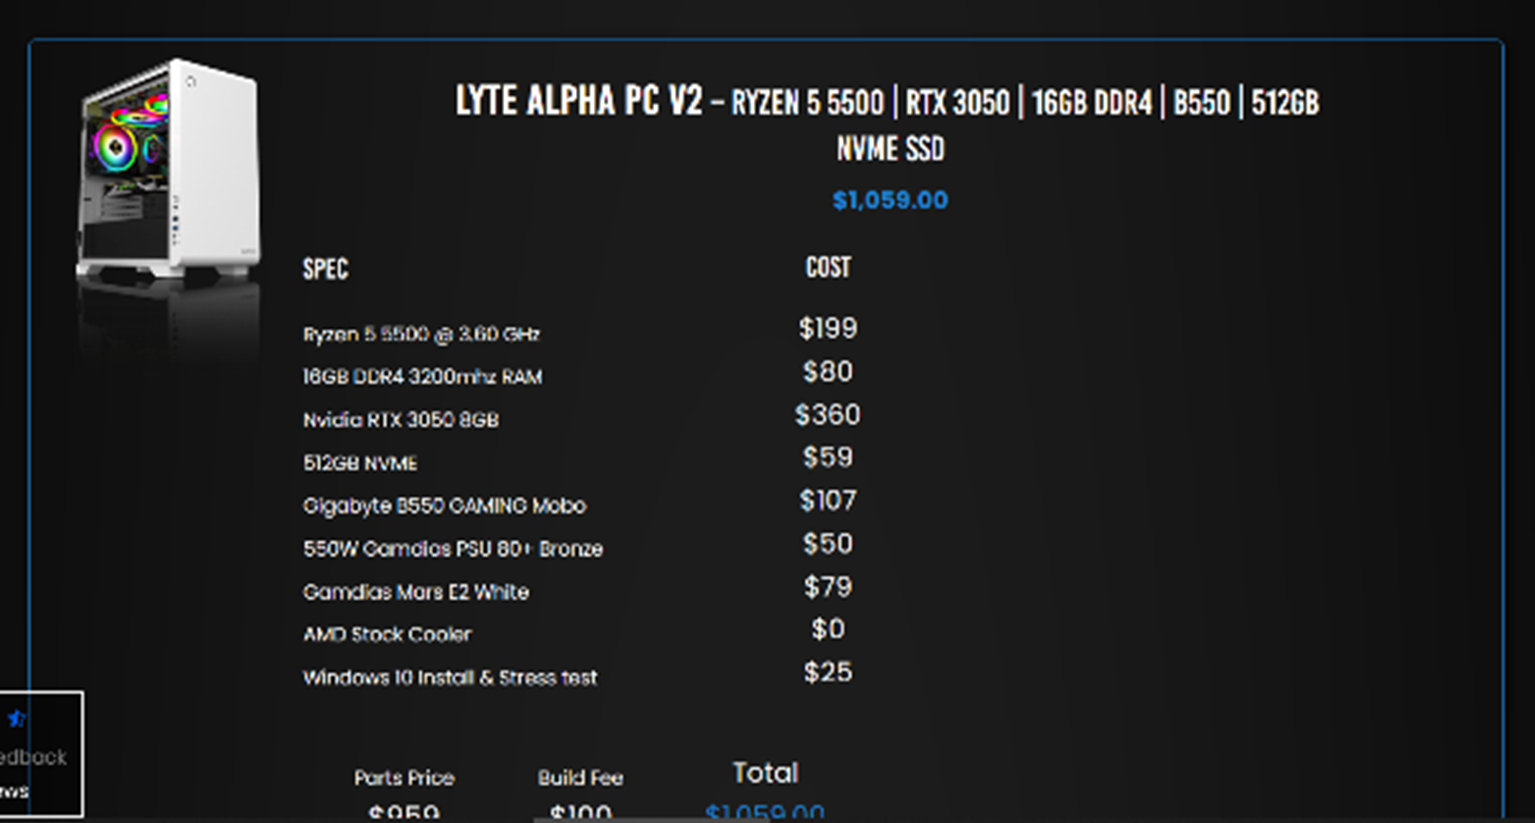 LYTE ALPHA PC V2 – RYZEN 5 5500 | RTX 3050 | 16GB DDR4 | B550 | 512GB
NVME SSD
$1,059.00
SPEC COST
Ryzen 5 5500 @ 3.60 GHz $199
16GB DDR4 3200mhz RAM $80
Nvidia RTX 3050 8GB $360
512GB NVME $59
Gigabyte B550 GAMING Mobo $107
550W Gamdias PSU 80+ Bronze $50
Gamdias Mars E2 White $79
AMD Stock Cooler $0
Windows 10 Install & Stress test $25
edback
ws
Parts Price Build Fee Total
$959 $100 $1,059.00